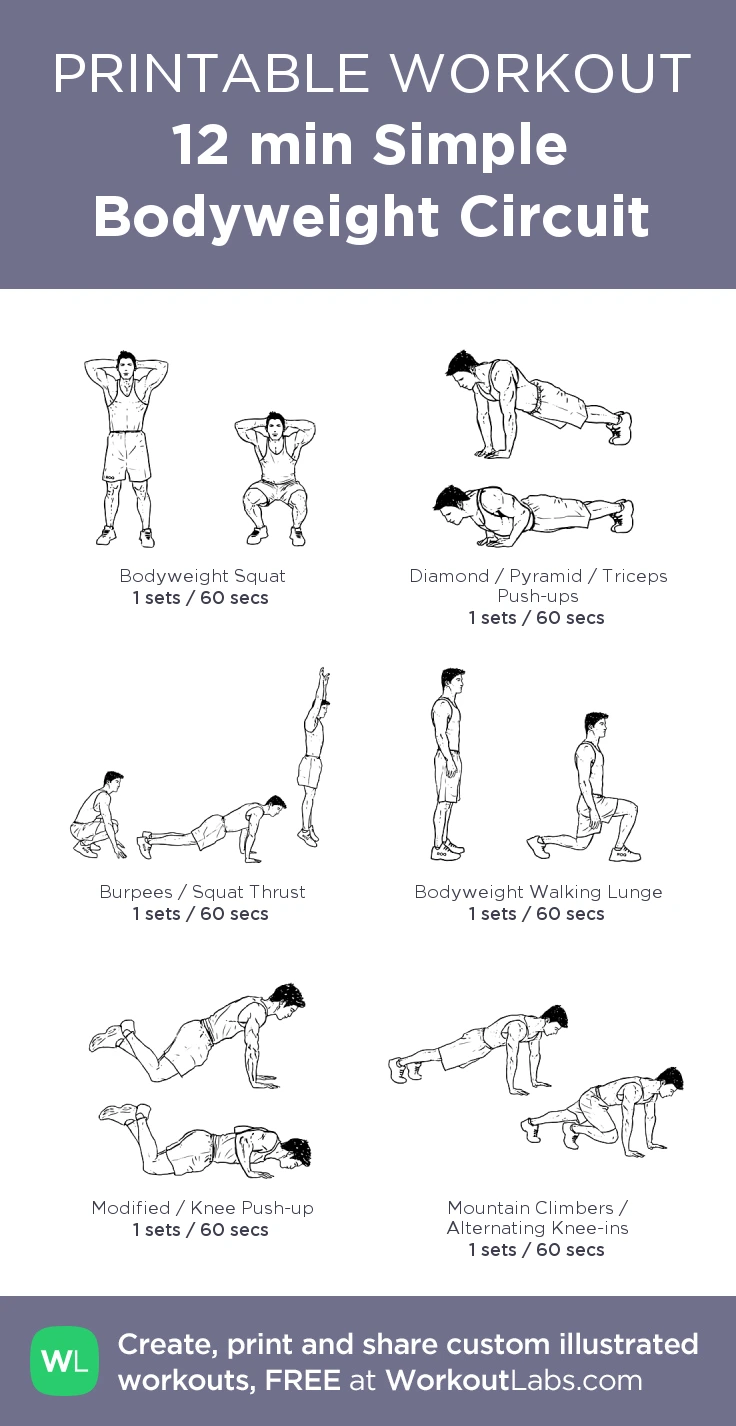 PRINTABLE WORKOUT
12 min Simple
Bodyweight Circuit
Bodyweight Squat
1 sets / 60 secs
Diamond / Pyramid / Triceps
Push-ups
1 sets / 60 secs
Burpees / Squat Thrust
1 sets / 60 secs
Bodyweight Walking Lunge
1 sets / 60 secs
Modified / Knee Push-up
1 sets / 60 secs
Mountain Climbers /
Alternating Knee-ins
1 sets / 60 secs
WL
Create, print and share custom illustrated
workouts, FREE at WorkoutLabs.com